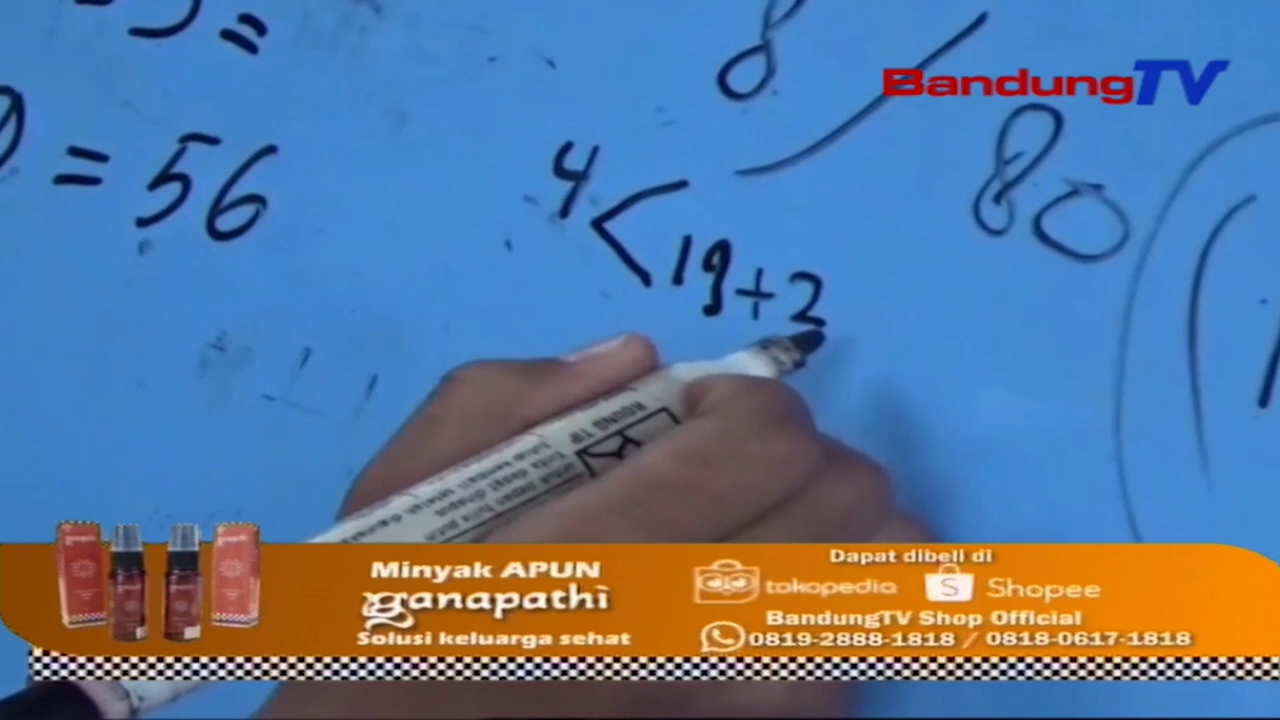 BandungTV
= 56
8
80
4 < 19+2
ROUND TIP
Minyak APUN
ganapathi
Solusi keluarga sehat
Dapat dibeli di
tokopedia
S Shopee
BandungTV Shop Official
0819-2888-1818 / 0818-0617-1818